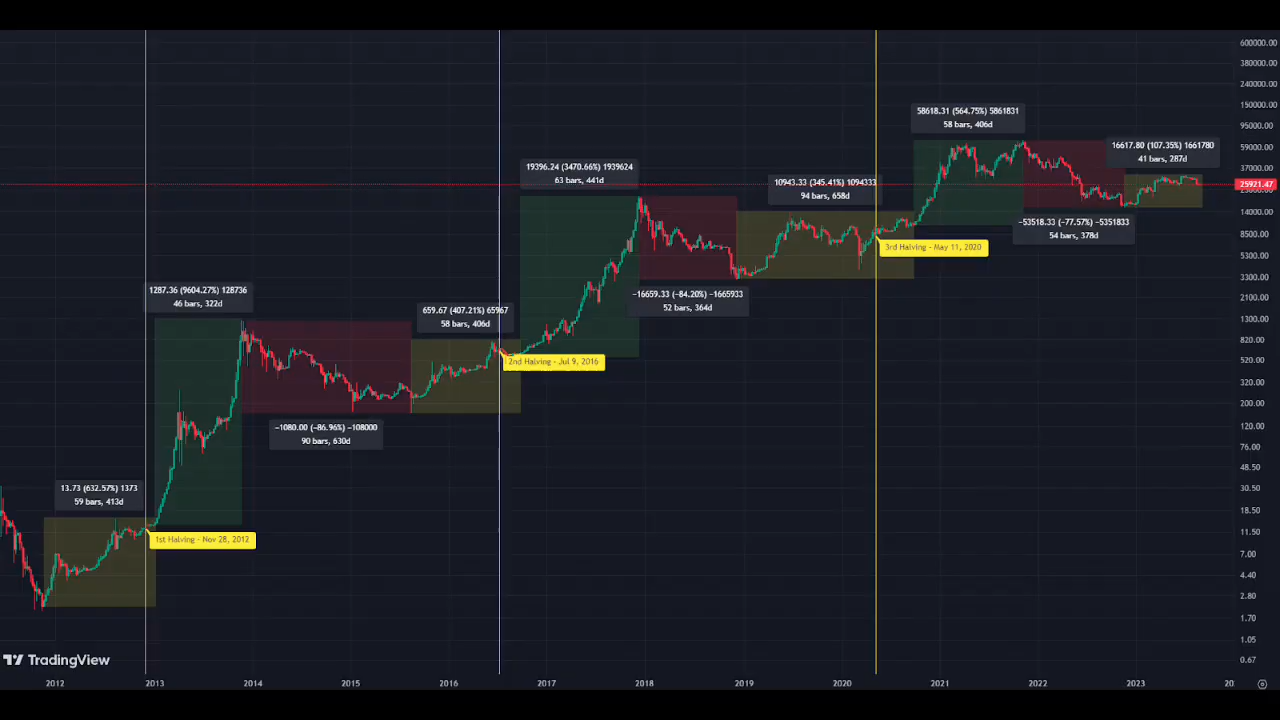 58618.31 (564.75%) 5861831
58 bars, 406d
16617.80 (107.35%) 1661780
41 bars, 287d
19396.24 (3470.66%) 1939624
63 bars, 441d
10943.33 (345.41%) 1094333
94 bars, 658d
−53518.33 (−77.57%) −5351833
54 bars, 378d
3rd Halving - May 11, 2020
1287.36 (9604.27%) 128736
46 bars, 322d
−16659.33 (−84.20%) −1665933
52 bars, 364d
659.67 (407.21%) 65967
58 bars, 406d
2nd Halving - Jul 9, 2016
−1080.00 (−86.96%) −108000
90 bars, 630d
13.73 (632.57%) 1373
59 bars, 413d
1st Halving - Nov 28, 2012
600000.00
380000.00
240000.00
150000.00
95000.00
59000.00
37000.00
25921.47
14000.00
8500.00
5300.00
3300.00
2100.00
1300.00
820.00
520.00
320.00
200.00
120.00
76.00
48.50
30.50
18.50
11.50
7.00
4.40
2.80
1.70
1.05
0.67
TradingView
2012 2013 2014 2015 2016 2017 2018 2019 2020 2021 2022 2023